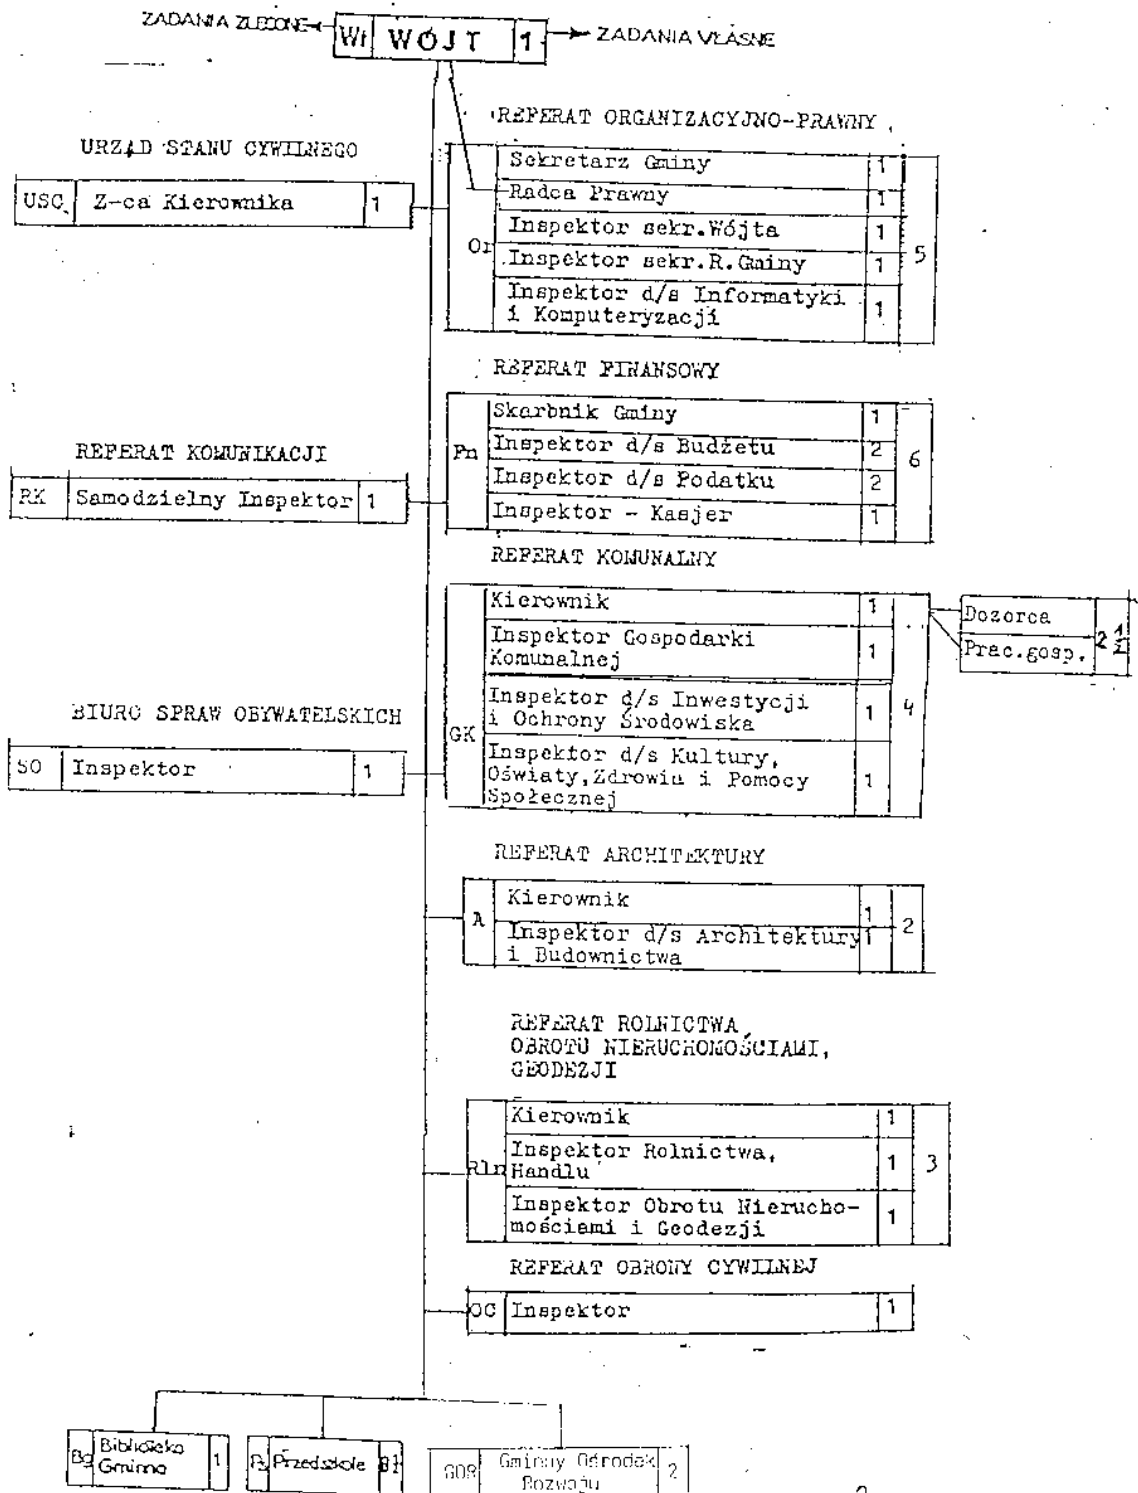 ZADANIA ZLECONE
Wt WÓJT 1
ZADANIA WŁASNE
REFERAT ORGANIZACYJNO-PRAWNY
Or
Sekretarz Gminy 1
Radca Prawny 1
Inspektor sekr.Wójta 1
Inspektor sekr.R.Gminy 1
Inspektor d/s Informatyki
i Komputeryzacji 1
5
URZĄD STANU CYWILNEGO
USC Z-ca Kierownika 1
REFERAT FINANSOWY
Fn
Skarbnik Gminy 1
Inspektor d/s Budżetu 2
Inspektor d/s Podatku 2
Inspektor - Kasjer 1
6
REFERAT KOMUNIKACJI
RK Samodzielny Inspektor 1
REFERAT KOMUNALNY
GK
Kierownik 1
Inspektor Gospodarki
Komunalnej 1
Inspektor d/s Inwestycji
i Ochrony Środowiska 1
Inspektor d/s Kultury,
Oświaty,Zdrowia i Pomocy
Społecznej 1
4
Dozorca
Prac.gosp.
2 1/2
BIURO SPRAW OBYWATELSKICH
SO Inspektor 1
REFERAT ARCHITEKTURY
A
Kierownik 1
Inspektor d/s Architektury 1
i Budownictwa
2
REFERAT ROLNICTWA
OBROTU NIERUCHOMOŚCIAMI,
GEODEZJI
Rln
Kierownik 1
Inspektor Rolnictwa,
Handlu 1
Inspektor Obrotu Nierucho-
mościami i Geodezji 1
3
REFERAT OBRONY CYWILNEJ
OC Inspektor 1
Bg Biblioteka
Gminna 1
Przedszkole
GOR Gminny Ośrodek 2
Rozwoju